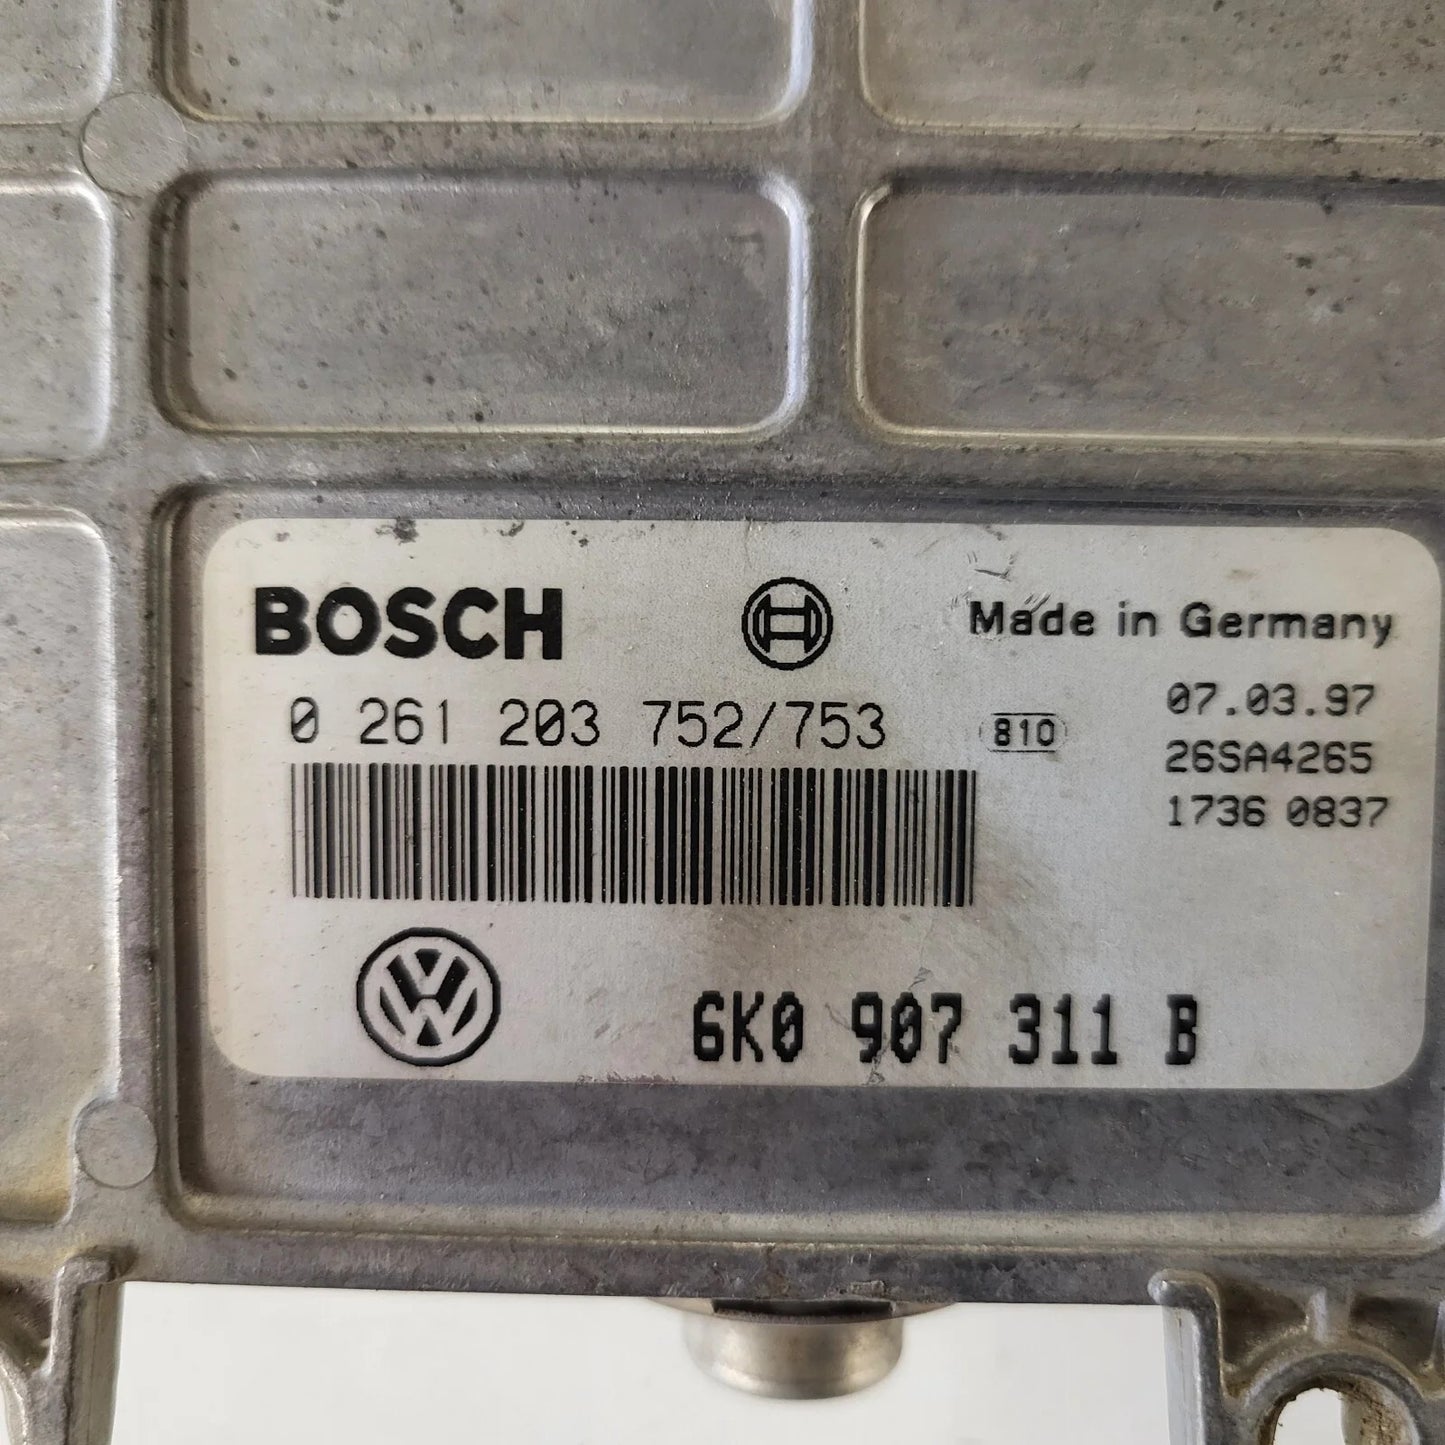 BOSCH
Made in Germany
0 261 203 752/753
810
07.03.97
26SA4265
1736 0837
6K0 907 311 B